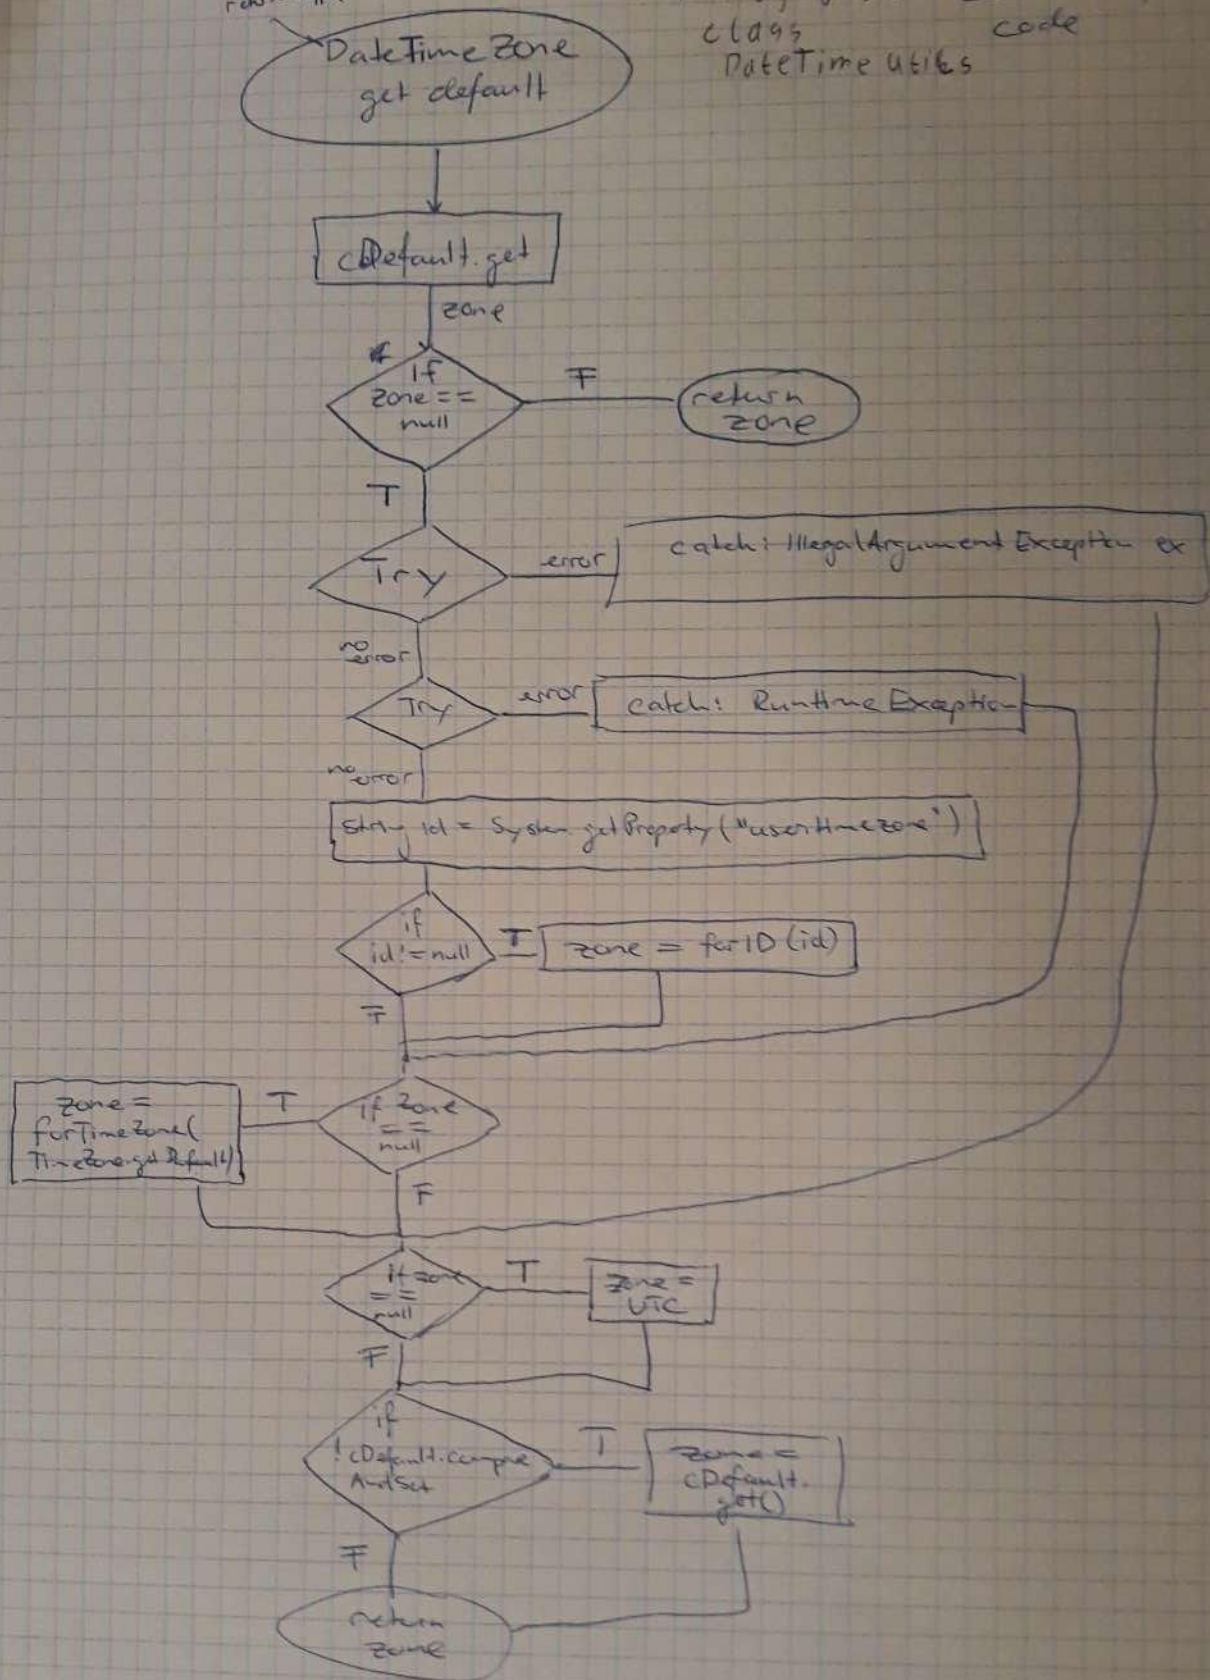 class
code
DateTime utils
DateTimeZone
get default
cDefault.get
zone
if
zone ==
null
F
return
zone
T
Try
error
catch: IllegalArgumentException ex
no
error
Try
error
catch: RuntimeException
no
error
String id = System.getProperty("user.timezone")
if
id != null
T
zone = forID (id)
F
zone =
forTimeZone(
TimeZone.getDefault)
T
if zone
==
null
F
if zone
==
null
T
zone =
UTC
F
if
!cDefault.compare
AndSet
T
zone =
cDefault.
get()
F
return
zone